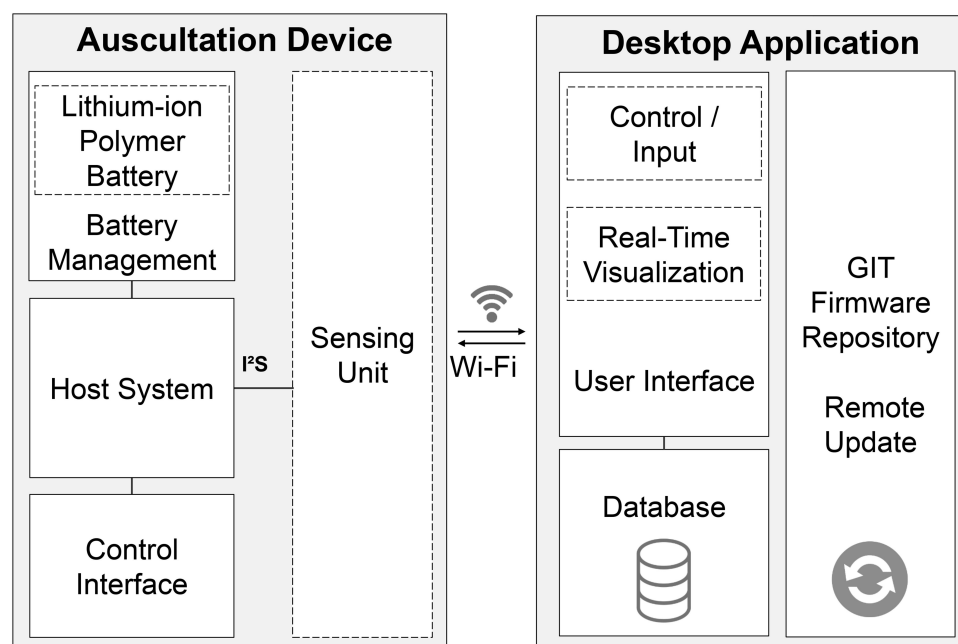 Auscultation Device
Lithium-ion
Polymer
Battery
Battery
Management
Host System
I²S
Control
Interface
Sensing
Unit
Wi-Fi
Desktop Application
Control /
Input
Real-Time
Visualization
User Interface
Database
GIT
Firmware
Repository
Remote
Update